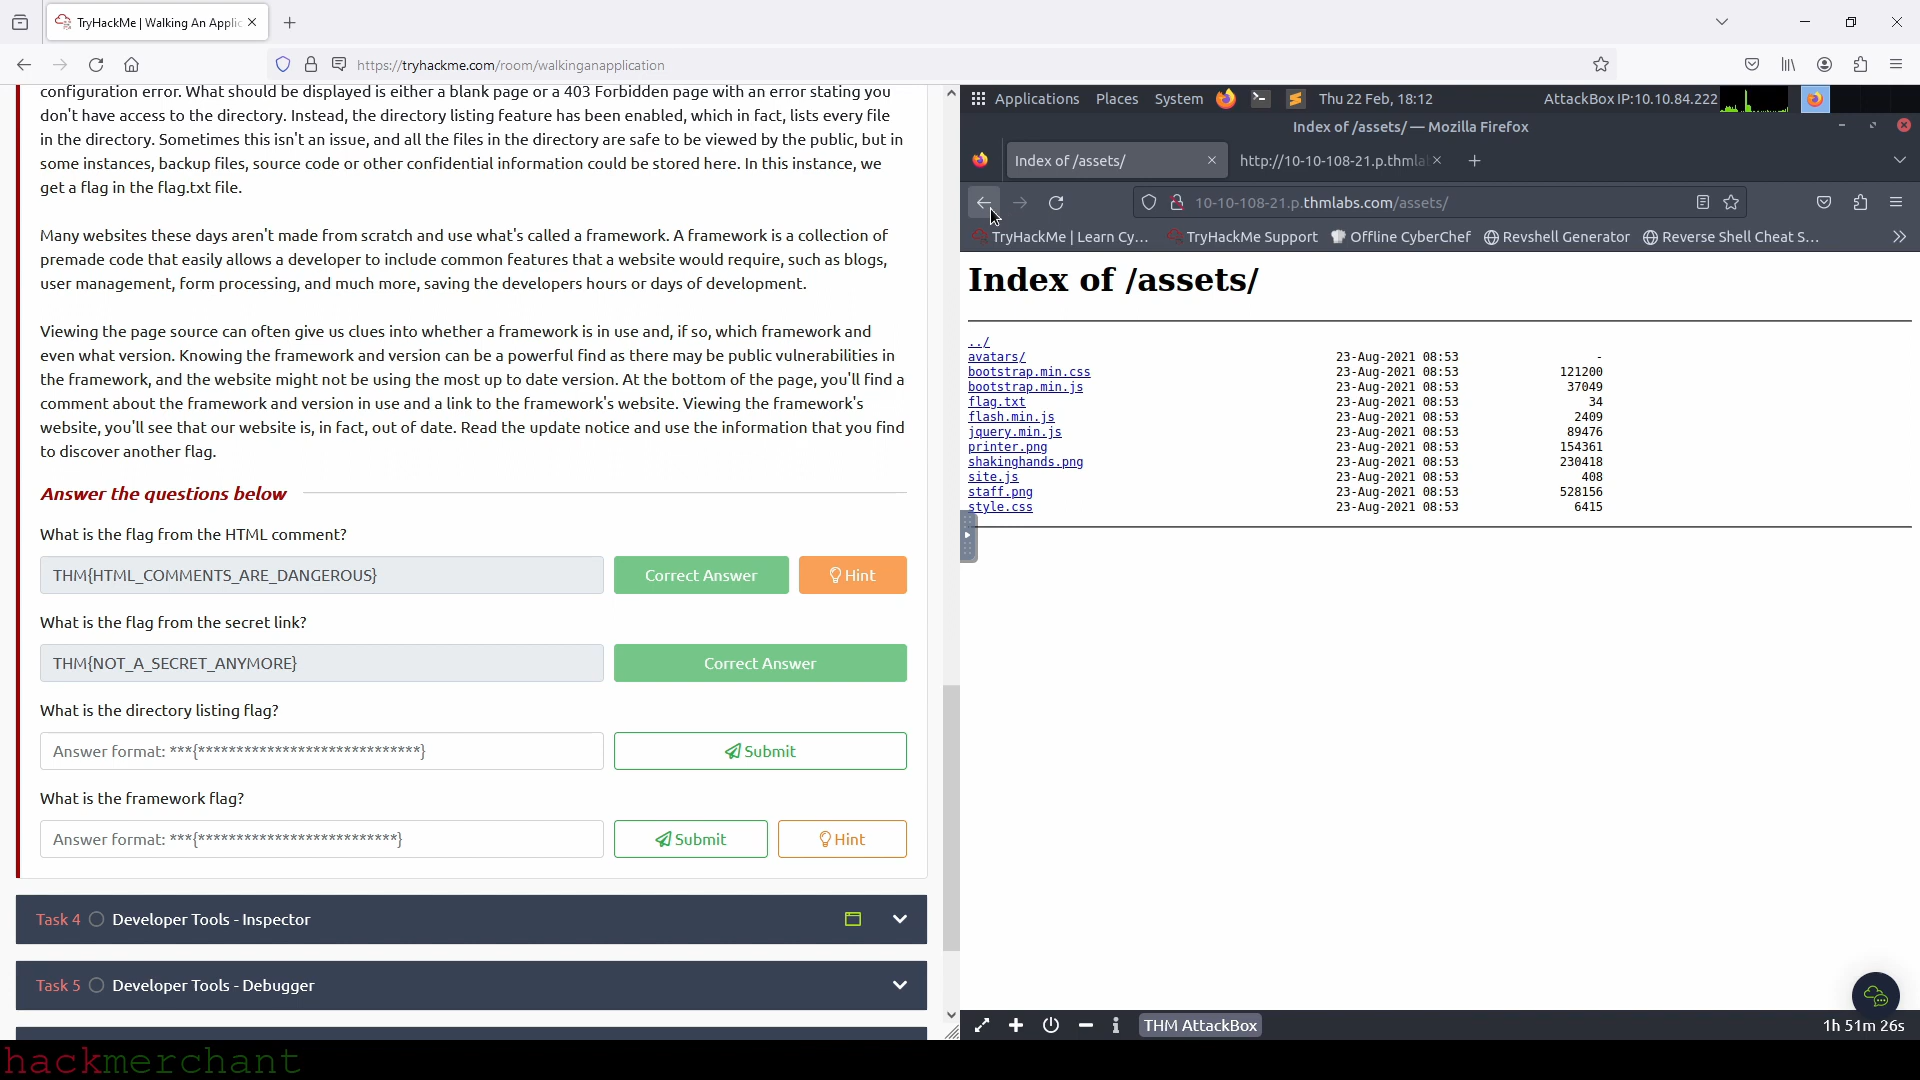 TryHackMe | Walking An Applic
https://tryhackme.com/room/walkinganapplication
configuration error. What should be displayed is either a blank page or a 403 Forbidden page with an error stating you
don't have access to the directory. Instead, the directory listing feature has been enabled, which in fact, lists every file
in the directory. Sometimes this isn't an issue, and all the files in the directory are safe to be viewed by the public, but in
some instances, backup files, source code or other confidential information could be stored here. In this instance, we
get a flag in the flag.txt file.
Many websites these days aren't made from scratch and use what's called a framework. A framework is a collection of
premade code that easily allows a developer to include common features that a website would require, such as blogs,
user management, form processing, and much more, saving the developers hours or days of development.
Viewing the page source can often give us clues into whether a framework is in use and, if so, which framework and
even what version. Knowing the framework and version can be a powerful find as there may be public vulnerabilities in
the framework, and the website might not be using the most up to date version. At the bottom of the page, you'll find a
comment about the framework and version in use and a link to the framework's website. Viewing the framework's
website, you'll see that our website is, in fact, out of date. Read the update notice and use the information that you find
to discover another flag.
Answer the questions below
What is the flag from the HTML comment?
THM{HTML_COMMENTS_ARE_DANGEROUS}
Correct Answer
Hint
What is the flag from the secret link?
THM{NOT_A_SECRET_ANYMORE}
Correct Answer
What is the directory listing flag?
Answer format: ***{*****************************}
Submit
What is the framework flag?
Answer format: ***{**************************}
Submit
Hint
Task 4 Developer Tools - Inspector
Task 5 Developer Tools - Debugger
Applications Places System Thu 22 Feb, 18:12 AttackBox IP:10.10.84.222
Index of /assets/ — Mozilla Firefox
Index of /assets/
http://10-10-108-21.p.thmla
10-10-108-21.p.thmlabs.com/assets/
TryHackMe | Learn Cy... TryHackMe Support Offline CyberChef Revshell Generator Reverse Shell Cheat S...
Index of /assets/
../
avatars/ 23-Aug-2021 08:53 -
bootstrap.min.css 23-Aug-2021 08:53 121200
bootstrap.min.js 23-Aug-2021 08:53 37049
flag.txt 23-Aug-2021 08:53 34
flash.min.js 23-Aug-2021 08:53 2409
jquery.min.js 23-Aug-2021 08:53 89476
printer.png 23-Aug-2021 08:53 154361
shakinghands.png 23-Aug-2021 08:53 230418
site.js 23-Aug-2021 08:53 408
staff.png 23-Aug-2021 08:53 528156
style.css 23-Aug-2021 08:53 6415
THM AttackBox
1h 51m 26s
hackmerchant